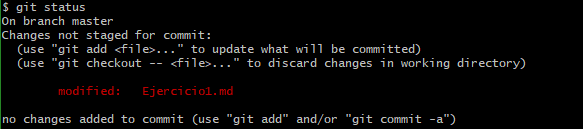 $ git status
On branch master
Changes not staged for commit:
  (use "git add <file>..." to update what will be committed)
  (use "git checkout -- <file>..." to discard changes in working directory)
        modified:   Ejercicio1.md
no changes added to commit (use "git add" and/or "git commit -a")